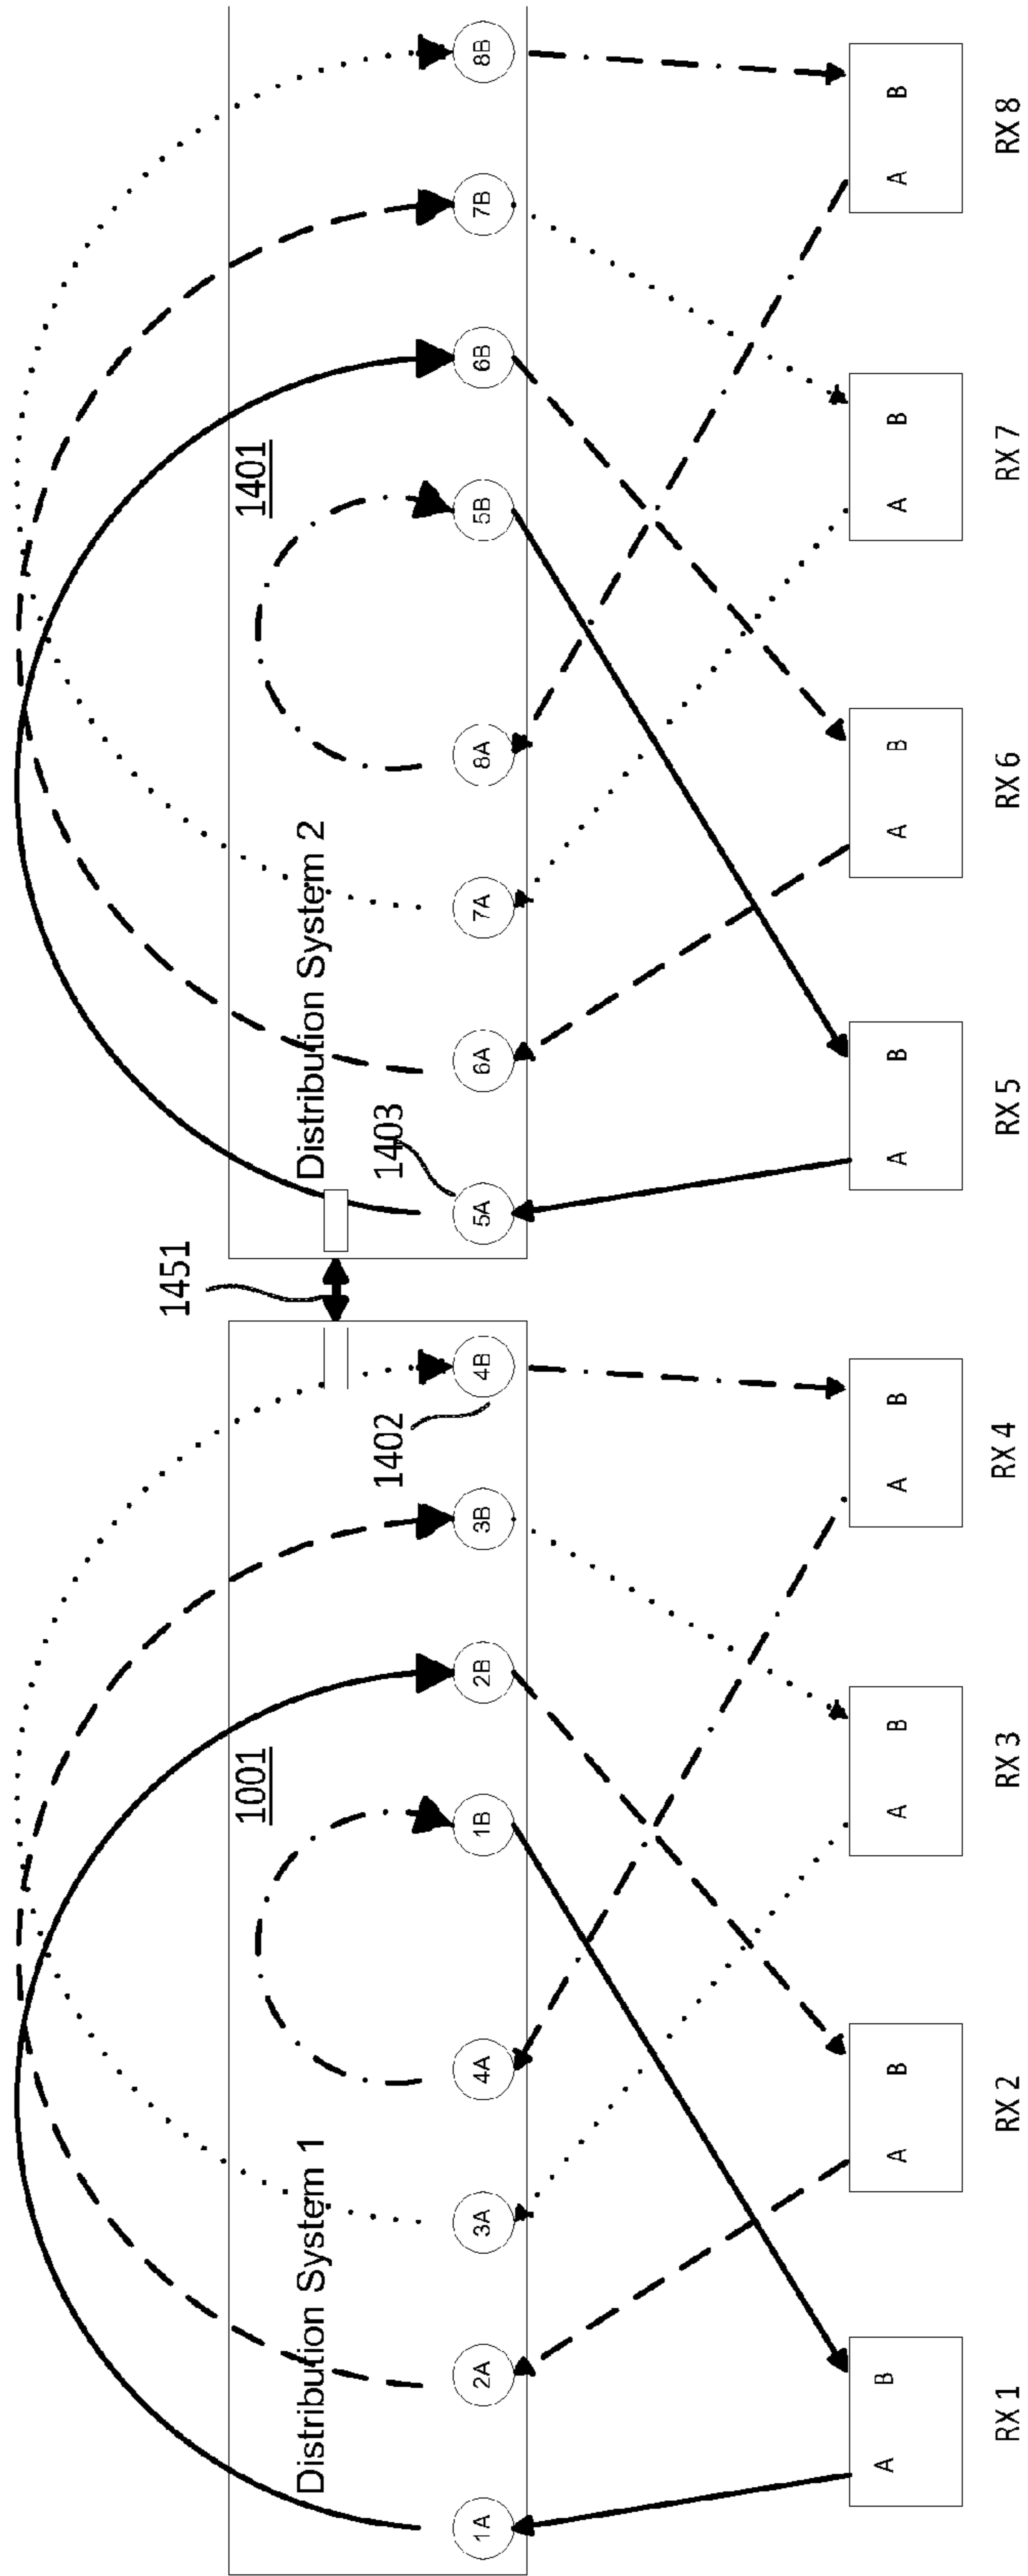 1451
Distribution System 1
1001
Distribution System 2
1401
1402
1403
1A
2A
3A
4A
1B
2B
3B
4B
5A
6A
7A
8A
5B
6B
7B
8B
A B
A B
A B
A B
A B
A B
A B
A B
RX 1
RX 2
RX 3
RX 4
RX 5
RX 6
RX 7
RX 8